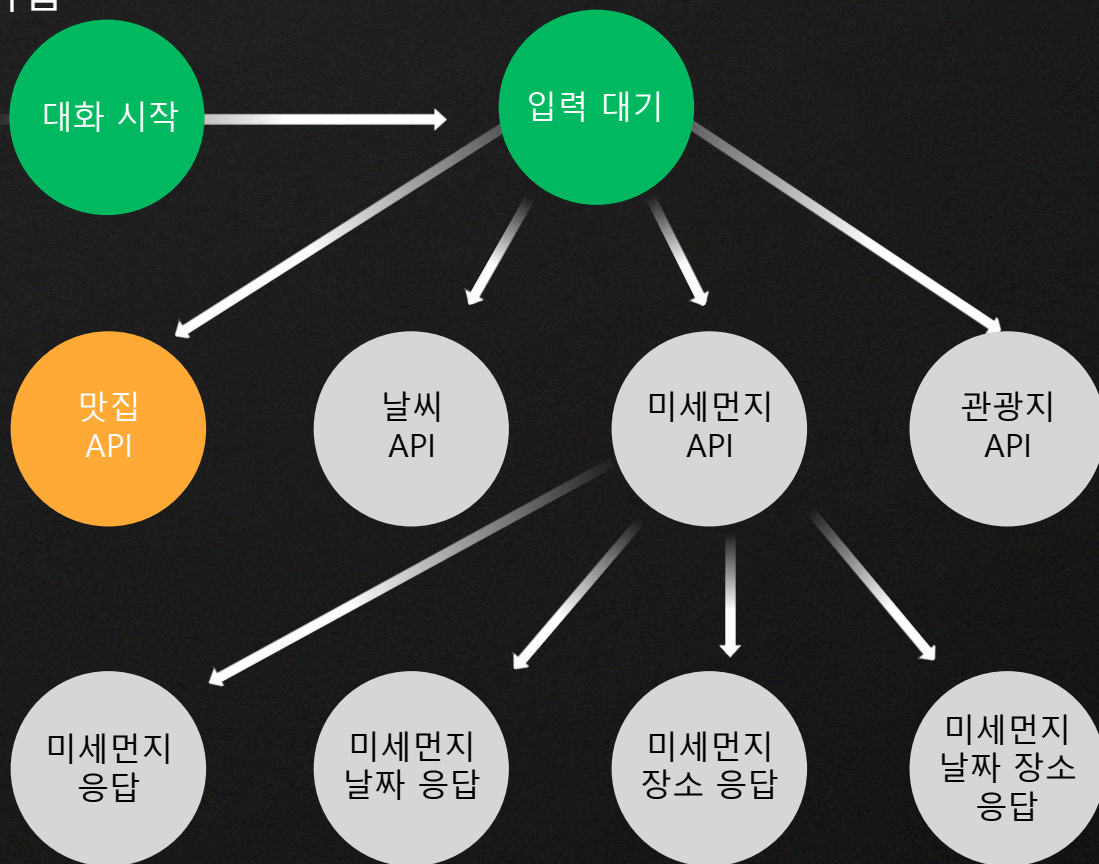 대화 시작
입력 대기
맛집
API
날씨
API
미세먼지
API
관광지
API
미세먼지
응답
미세먼지
날짜 응답
미세먼지
장소 응답
미세먼지
날짜 장소
응답